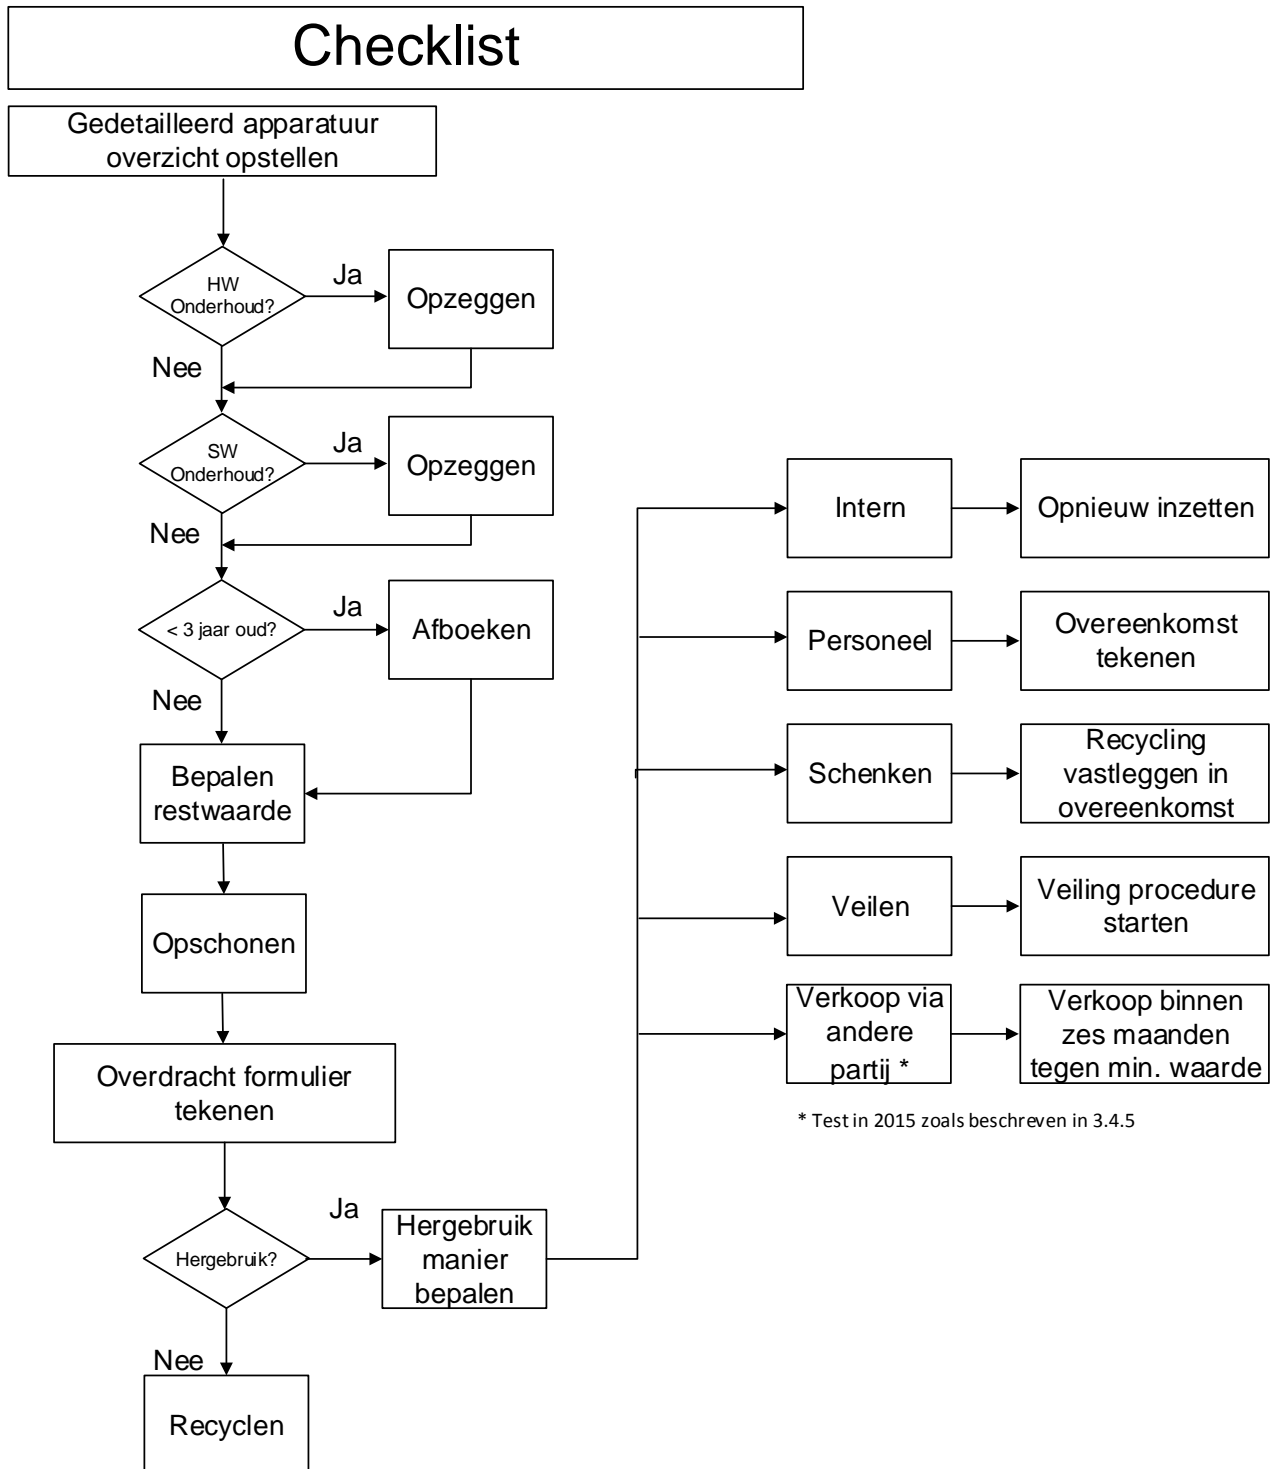 Checklist
Gedetailleerd apparatuur
overzicht opstellen
HW
Onderhoud?
Ja
Opzeggen
Nee
SW
Onderhoud?
Ja
Opzeggen
Nee
< 3 jaar oud?
Ja
Afboeken
Nee
Bepalen
restwaarde
Opschonen
Overdracht formulier
tekenen
Hergebruik?
Ja
Hergebruik
manier
bepalen
Nee
Recyclen
Intern
Opnieuw inzetten
Personeel
Overeenkomst
tekenen
Schenken
Recycling
vastleggen in
overeenkomst
Veilen
Veiling procedure
starten
Verkoop via
andere
partij *
Verkoop binnen
zes maanden
tegen min. waarde
* Test in 2015 zoals beschreven in 3.4.5